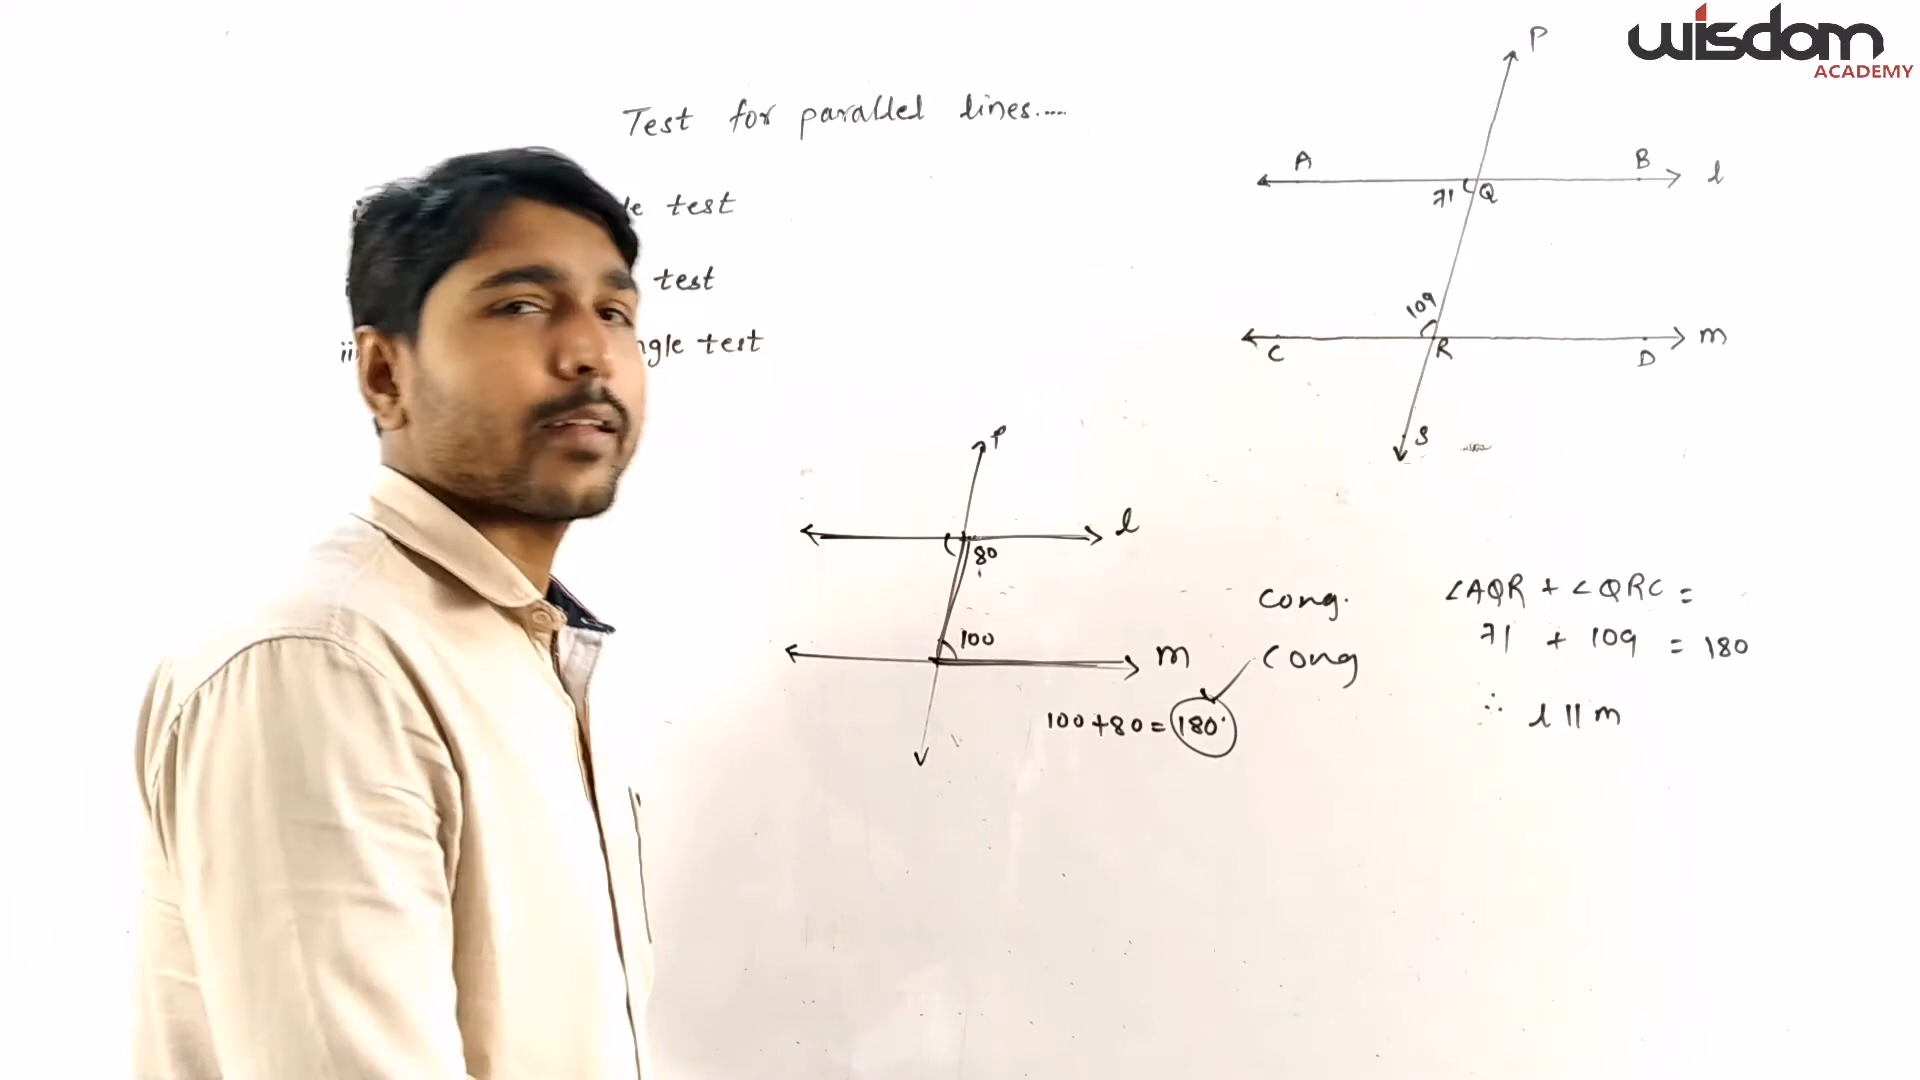 wisdom
ACADEMY
Test for parallel lines.....
test
test
test
P
A
B
l
71
Q
109
m
C
R
D
S
P
l
80
100
m
100+80=180°
cong.
cong
∠AQR + ∠QRC =
71 + 109 = 180
∴ l || m